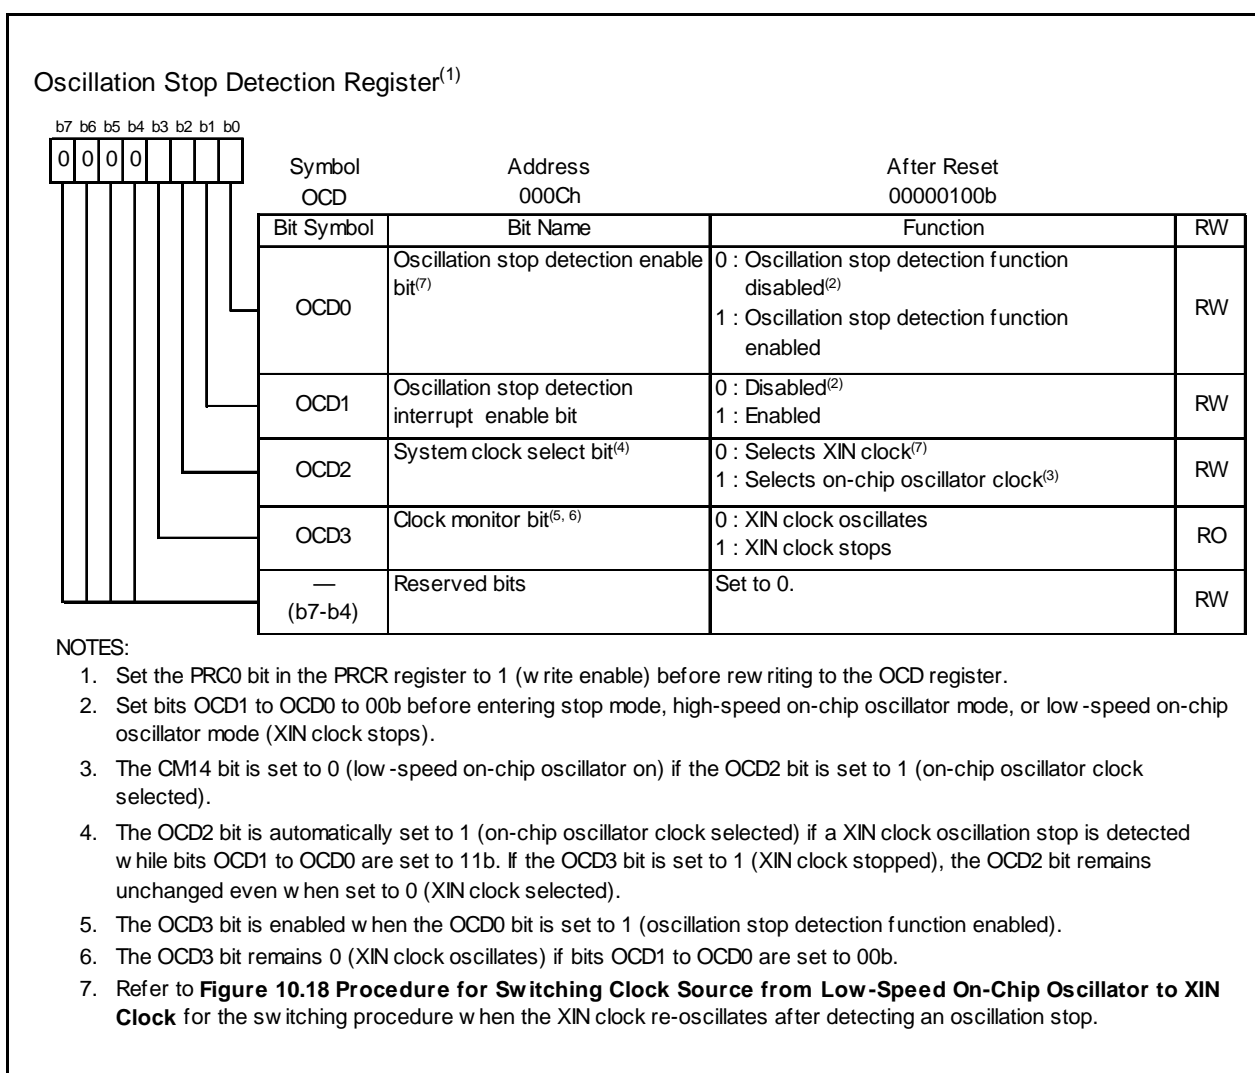 Oscillation Stop Detection Register(1)
b7 b6 b5 b4 b3 b2 b1 b0
0 0 0 0
Symbol Address After Reset
OCD 000Ch 00000100b
Bit Symbol Bit Name Function RW
OCD0 Oscillation stop detection enable bit(7) 0 : Oscillation stop detection function disabled(2) 1 : Oscillation stop detection function enabled RW
OCD1 Oscillation stop detection interrupt enable bit 0 : Disabled(2) 1 : Enabled RW
OCD2 System clock select bit(4) 0 : Selects XIN clock(7) 1 : Selects on-chip oscillator clock(3) RW
OCD3 Clock monitor bit(5, 6) 0 : XIN clock oscillates 1 : XIN clock stops RO
— (b7-b4) Reserved bits Set to 0. RW
NOTES:
1. Set the PRC0 bit in the PRCR register to 1 (write enable) before rewriting to the OCD register.
2. Set bits OCD1 to OCD0 to 00b before entering stop mode, high-speed on-chip oscillator mode, or low-speed on-chip
oscillator mode (XIN clock stops).
3. The CM14 bit is set to 0 (low-speed on-chip oscillator on) if the OCD2 bit is set to 1 (on-chip oscillator clock
selected).
4. The OCD2 bit is automatically set to 1 (on-chip oscillator clock selected) if a XIN clock oscillation stop is detected
while bits OCD1 to OCD0 are set to 11b. If the OCD3 bit is set to 1 (XIN clock stopped), the OCD2 bit remains
unchanged even when set to 0 (XIN clock selected).
5. The OCD3 bit is enabled when the OCD0 bit is set to 1 (oscillation stop detection function enabled).
6. The OCD3 bit remains 0 (XIN clock oscillates) if bits OCD1 to OCD0 are set to 00b.
7. Refer to Figure 10.18 Procedure for Switching Clock Source from Low-Speed On-Chip Oscillator to XIN
Clock for the switching procedure when the XIN clock re-oscillates after detecting an oscillation stop.